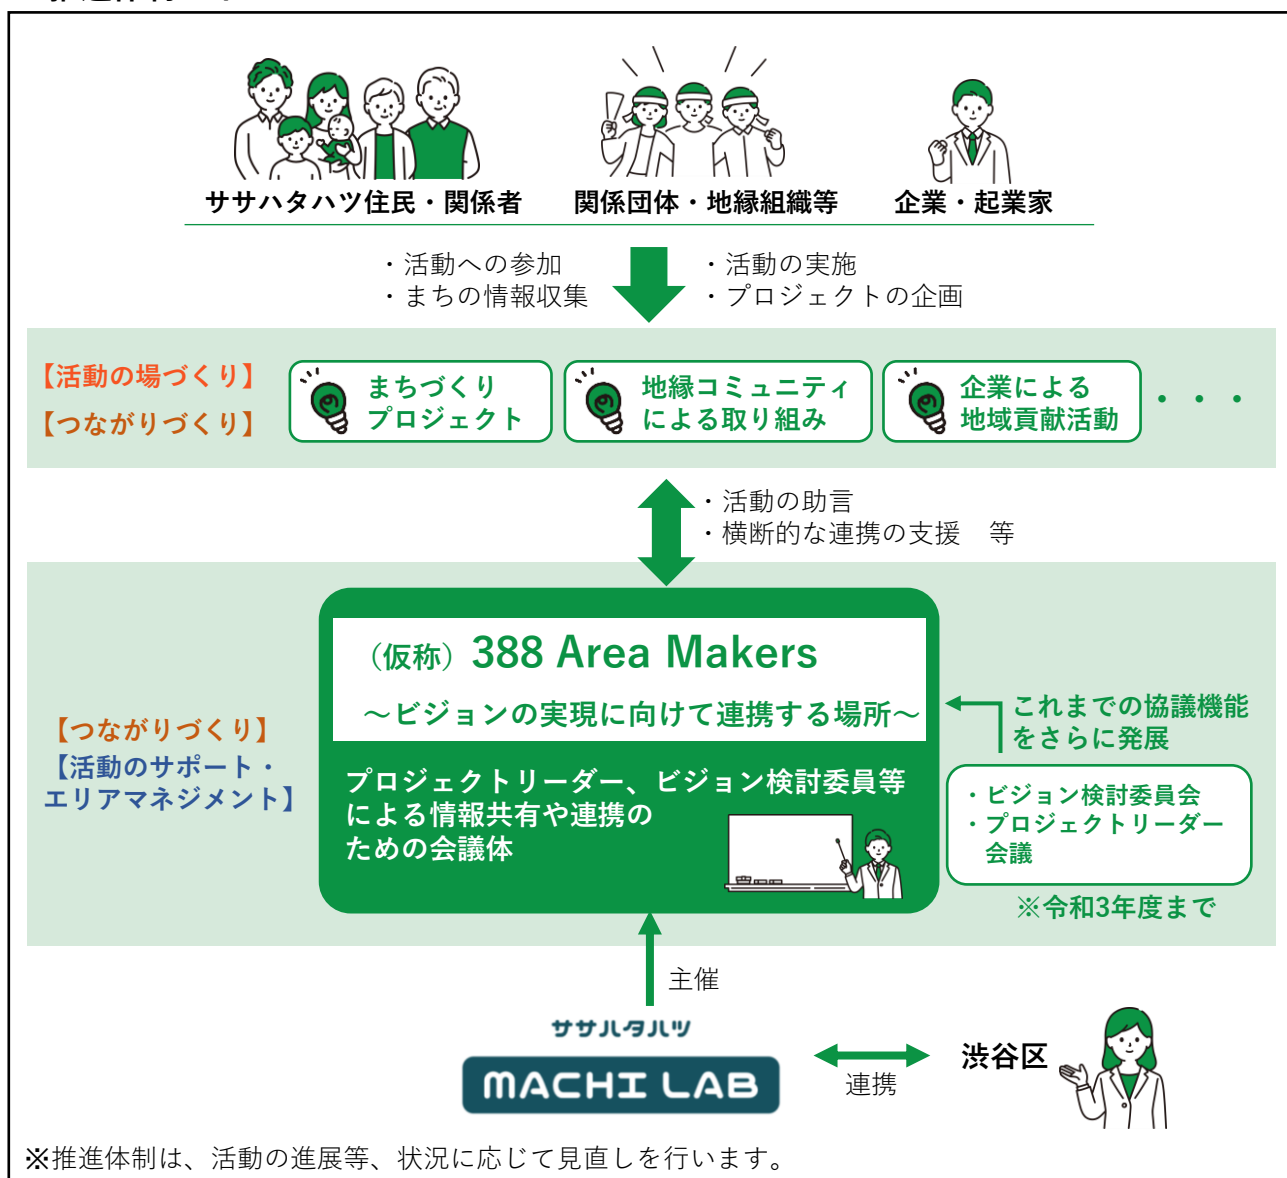 ササハタハツ住民・関係者
関係団体・地縁組織等
企業・起業家
・活動への参加
・まちの情報収集
・活動の実施
・プロジェクトの企画
【活動の場づくり】
【つながりづくり】
まちづくり
プロジェクト
地縁コミュニティ
による取り組み
企業による
地域貢献活動
・・・
・活動の助言
・横断的な連携の支援　等
（仮称）388 Area Makers
～ビジョンの実現に向けて連携する場所～
プロジェクトリーダー、ビジョン検討委員等
による情報共有や連携の
ための会議体
【つながりづくり】
【活動のサポート・
エリアマネジメント】
これまでの協議機能
をさらに発展
・ビジョン検討委員会
・プロジェクトリーダー
会議
※令和3年度まで
主催
ササハタハツ
MACHI LAB
連携
渋谷区
※推進体制は、活動の進展等、状況に応じて見直しを行います。